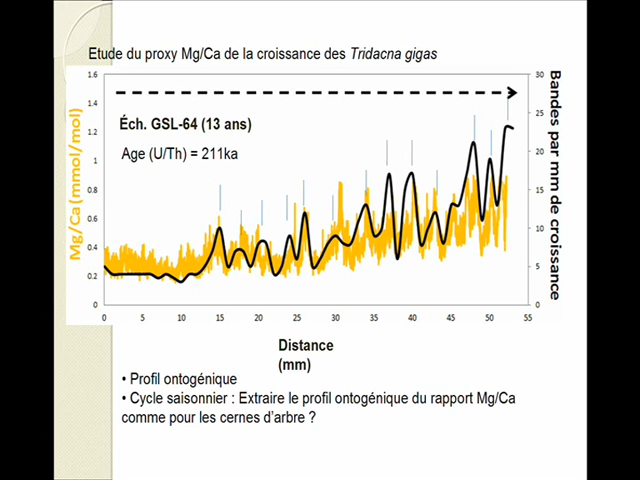 Etude du proxy Mg/Ca de la croissance des Tridacna gigas
1.6
1.4
1.2
1
0.8
0.6
0.4
0.2
0
Mg/Ca (mmol/mol)
Éch. GSL-64 (13 ans)
Age (U/Th) = 211ka
30
25
20
15
10
5
0
Bandes par mm de croissance
0 5 10 15 20 25 30 35 40 45 50 55
Distance
(mm)
• Profil ontogénique
• Cycle saisonnier : Extraire le profil ontogénique du rapport Mg/Ca
comme pour les cernes d'arbre ?